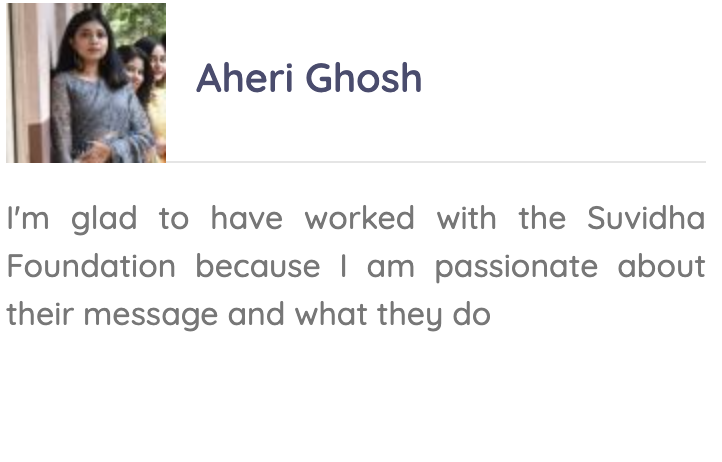 Aheri Ghosh
I'm glad to have worked with the Suvidha
Foundation because I am passionate about
their message and what they do